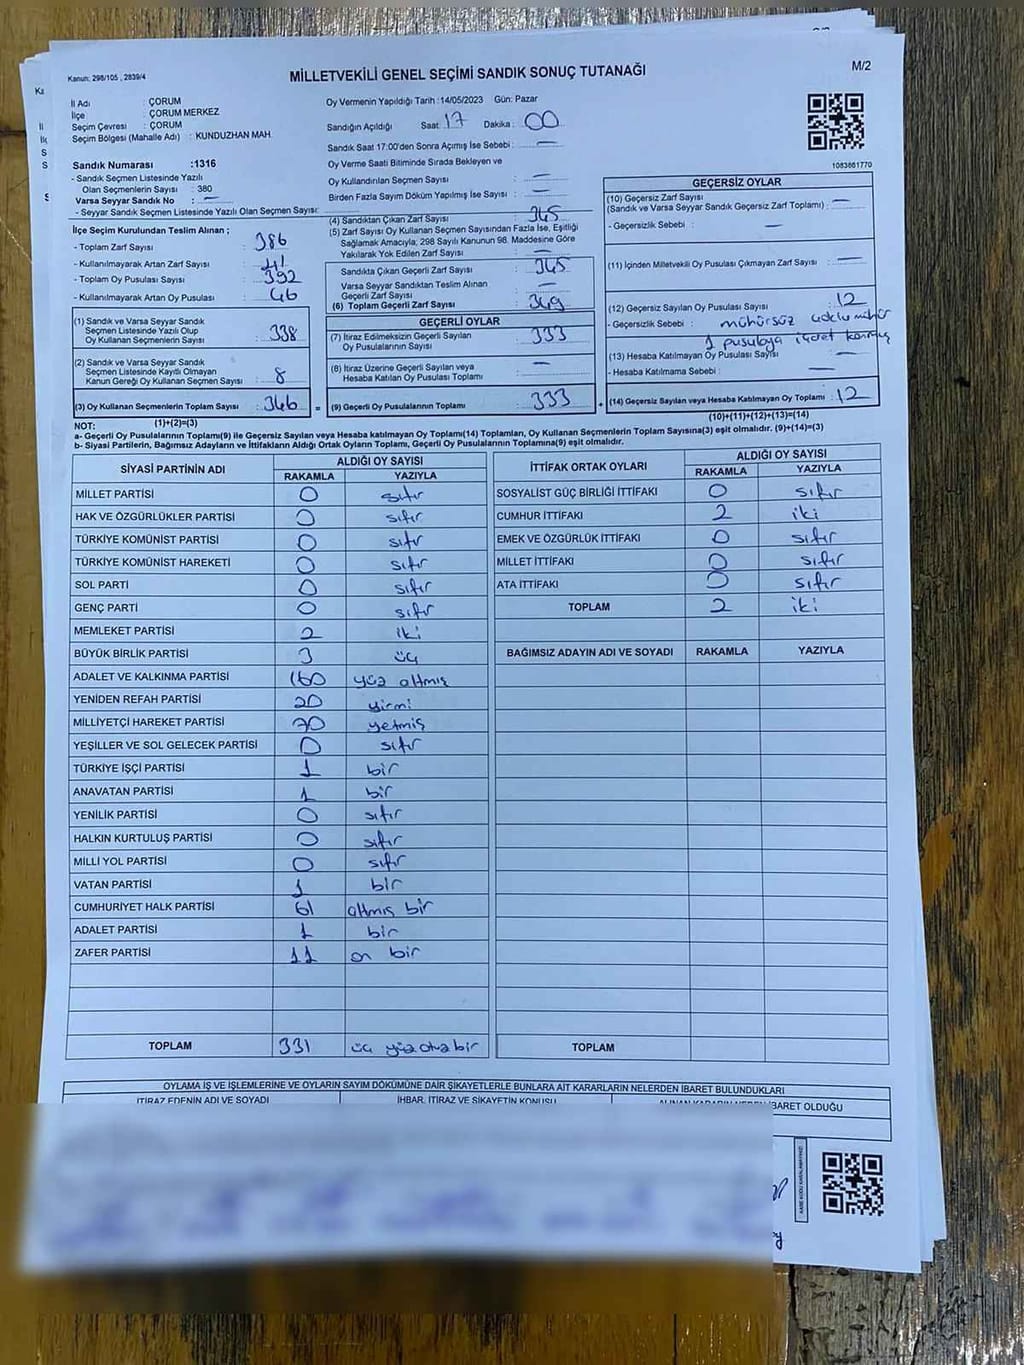 Kanun: 298/105 , 2839/4
MİLLETVEKİLİ GENEL SEÇİMİ SANDIK SONUÇ TUTANAĞI
M/2
İl Adı : ÇORUM
İlçe : ÇORUM MERKEZ
Seçim Çevresi : ÇORUM
Seçim Bölgesi (Mahalle Adı) : KUNDUZHAN MAH.
Sandık Numarası :1316
- Sandık Seçmen Listesinde Yazılı
Olan Seçmenlerin Sayısı : 380
Varsa Seyyar Sandık No : —
- Seyyar Sandık Seçmen Listesinde Yazılı Olan Seçmen Sayısı:
İlçe Seçim Kurulundan Teslim Alınan ;
- Toplam Zarf Sayısı : 386
- Kullanılmayarak Artan Zarf Sayısı : 41
- Toplam Oy Pusulası Sayısı : 392
- Kullanılmayarak Artan Oy Pusulası : 46
(1) Sandık ve Varsa Seyyar Sandık
Seçmen Listesinde Yazılı Olup
Oy Kullanan Seçmenlerin Sayısı : 338
(2) Sandık ve Varsa Seyyar Sandık
Seçmen Listesinde Kayıtlı Olmayan
Kanun Gereği Oy Kullanan Seçmen Sayısı : 8
(3) Oy Kullanan Seçmenlerin Toplam Sayısı : 346
(1)+(2)=(3)
Oy Vermenin Yapıldığı Tarih :14/05/2023 Gün: Pazar
Sandığın Açıldığı Saat: 17 Dakika : 00
Sandık Saat 17:00'den Sonra Açımış İse Sebebi : —
Oy Verme Saati Bitiminde Sırada Bekleyen ve
Oy Kullandırılan Seçmen Sayısı : —
Birden Fazla Sayım Döküm Yapılmış İse Sayısı : —
(4) Sandıktan Çıkan Zarf Sayısı : 345
(5) Zarf Sayısı Oy Kullanan Seçmen Sayısından Fazla İse, Eşitliği
Sağlamak Amacıyla; 298 Sayılı Kanunun 98. Maddesine Göre
Yakılarak Yok Edilen Zarf Sayısı : —
Sandıkta Çıkan Geçerli Zarf Sayısı : 345
Varsa Seyyar Sandıktan Teslim Alınan
Geçerli Zarf Sayısı : —
(6) Toplam Geçerli Zarf Sayısı :
GEÇERLİ OYLAR
(7) İtiraz Edilmeksizin Geçerli Sayılan
Oy Pusulalarının Sayısı : 333
(8) İtiraz Üzerine Geçerli Sayılan veya
Hesaba Katılan Oy Pusulası Toplamı : —
= (9) Geçerli Oy Pusulalarının Toplamı : 333
1083661770
GEÇERSİZ OYLAR
(10) Geçersiz Zarf Sayısı
(Sandık ve Varsa Seyyar Sandık Geçersiz Zarf Toplamı) : —
- Geçersizlik Sebebi : —
(11) İçinden Milletvekili Oy Pusulası Çıkmayan Zarf Sayısı : —
(12) Geçersiz Sayılan Oy Pusulası Sayısı : 12
- Geçersizlik Sebebi : mühürsüz
1 pusulaya işaret
(13) Hesaba Katılmayan Oy Pusulası Sayısı : —
- Hesaba Katılmama Sebebi : —
+ (14) Geçersiz Sayılan veya Hesaba Katılmayan Oy Toplamı : 12
(10)+(11)+(12)+(13)=(14)
NOT:
a- Geçerli Oy Pusulalarının Toplamı(9) ile Geçersiz Sayılan veya Hesaba katılmayan Oy Toplamı(14) Toplamları, Oy Kullanan Seçmenlerin Toplam Sayısına(3) eşit olmalıdır. (9)+(14)=(3)
b- Siyasi Partilerin, Bağımsız Adayların ve İttifakların Aldığı Ortak Oyların Toplamı, Geçerli Oy Pusulalarının Toplamına(9) eşit olmalıdır.
SİYASİ PARTİNİN ADI
ALDIĞI OY SAYISI
RAKAMLA YAZIYLA
MİLLET PARTİSİ 0 sıfır
HAK VE ÖZGÜRLÜKLER PARTİSİ 0 sıfır
TÜRKİYE KOMÜNİST PARTİSİ 0 sıfır
TÜRKİYE KOMÜNİST HAREKETİ 0 sıfır
SOL PARTİ 0 sıfır
GENÇ PARTİ 0 sıfır
MEMLEKET PARTİSİ 2 iki
BÜYÜK BİRLİK PARTİSİ 3 üç
ADALET VE KALKINMA PARTİSİ 160 yüz altmış
YENİDEN REFAH PARTİSİ 20 yirmi
MİLLİYETÇİ HAREKET PARTİSİ 70 yetmiş
YEŞİLLER VE SOL GELECEK PARTİSİ 0 sıfır
TÜRKİYE İŞÇİ PARTİSİ 1 bir
ANAVATAN PARTİSİ 1 bir
YENİLİK PARTİSİ 0 sıfır
HALKIN KURTULUŞ PARTİSİ 0 sıfır
MİLLİ YOL PARTİSİ 0 sıfır
VATAN PARTİSİ 1 bir
CUMHURİYET HALK PARTİSİ 61 altmış bir
ADALET PARTİSİ 1 bir
ZAFER PARTİSİ 11 on bir
TOPLAM 331 üç yüz otuz bir
İTTİFAK ORTAK OYLARI
ALDIĞI OY SAYISI
RAKAMLA YAZIYLA
SOSYALİST GÜÇ BİRLİĞİ İTTİFAKI 0 sıfır
CUMHUR İTTİFAKI 2 iki
EMEK VE ÖZGÜRLÜK İTTİFAKI 0 sıfır
MİLLET İTTİFAKI 0 sıfır
ATA İTTİFAKI 0 sıfır
TOPLAM 2 iki
BAĞIMSIZ ADAYIN ADI VE SOYADI RAKAMLA YAZIYLA
TOPLAM
OYLAMA İŞ VE İŞLEMLERİNE VE OYLARIN SAYIM DÖKÜMÜNE DAİR ŞİKAYETLERLE BUNLARA AİT KARARLARIN NELERDEN İBARET BULUNDUKLARI
İTİRAZ EDENİN ADI VE SOYADI
İHBAR, İTİRAZ VE ŞİKAYETİN KONUSU
ALINAN KARARIN NEDEN İBARET OLDUĞU